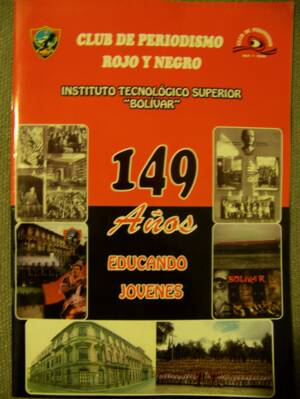 CLUB DE PERIODISMO
ROJO Y NEGRO
INSTITUTO TECNOLÓGICO SUPERIOR
"BOLÍVAR"
149
Años
EDUCANDO
JOVENES
BOLIVAR